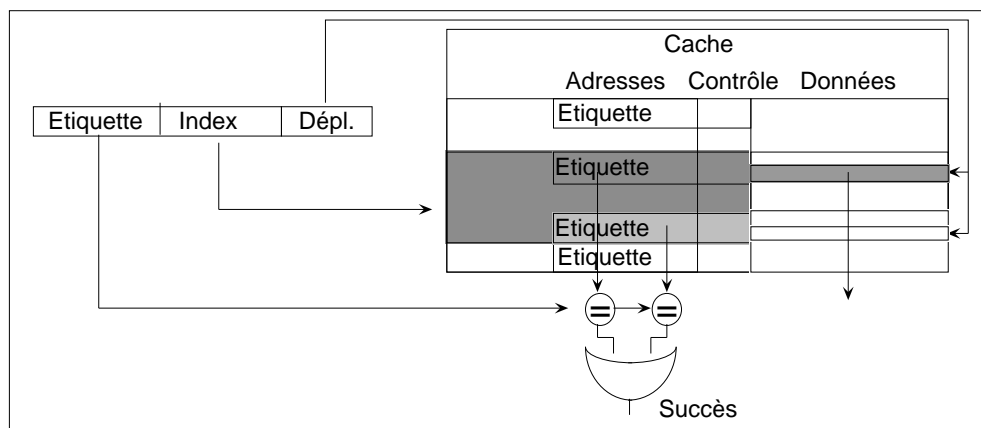 Cache
Adresses Contrôle Données
Etiquette Index Dépl.
Etiquette
Etiquette
Etiquette
Etiquette
= =
Succès